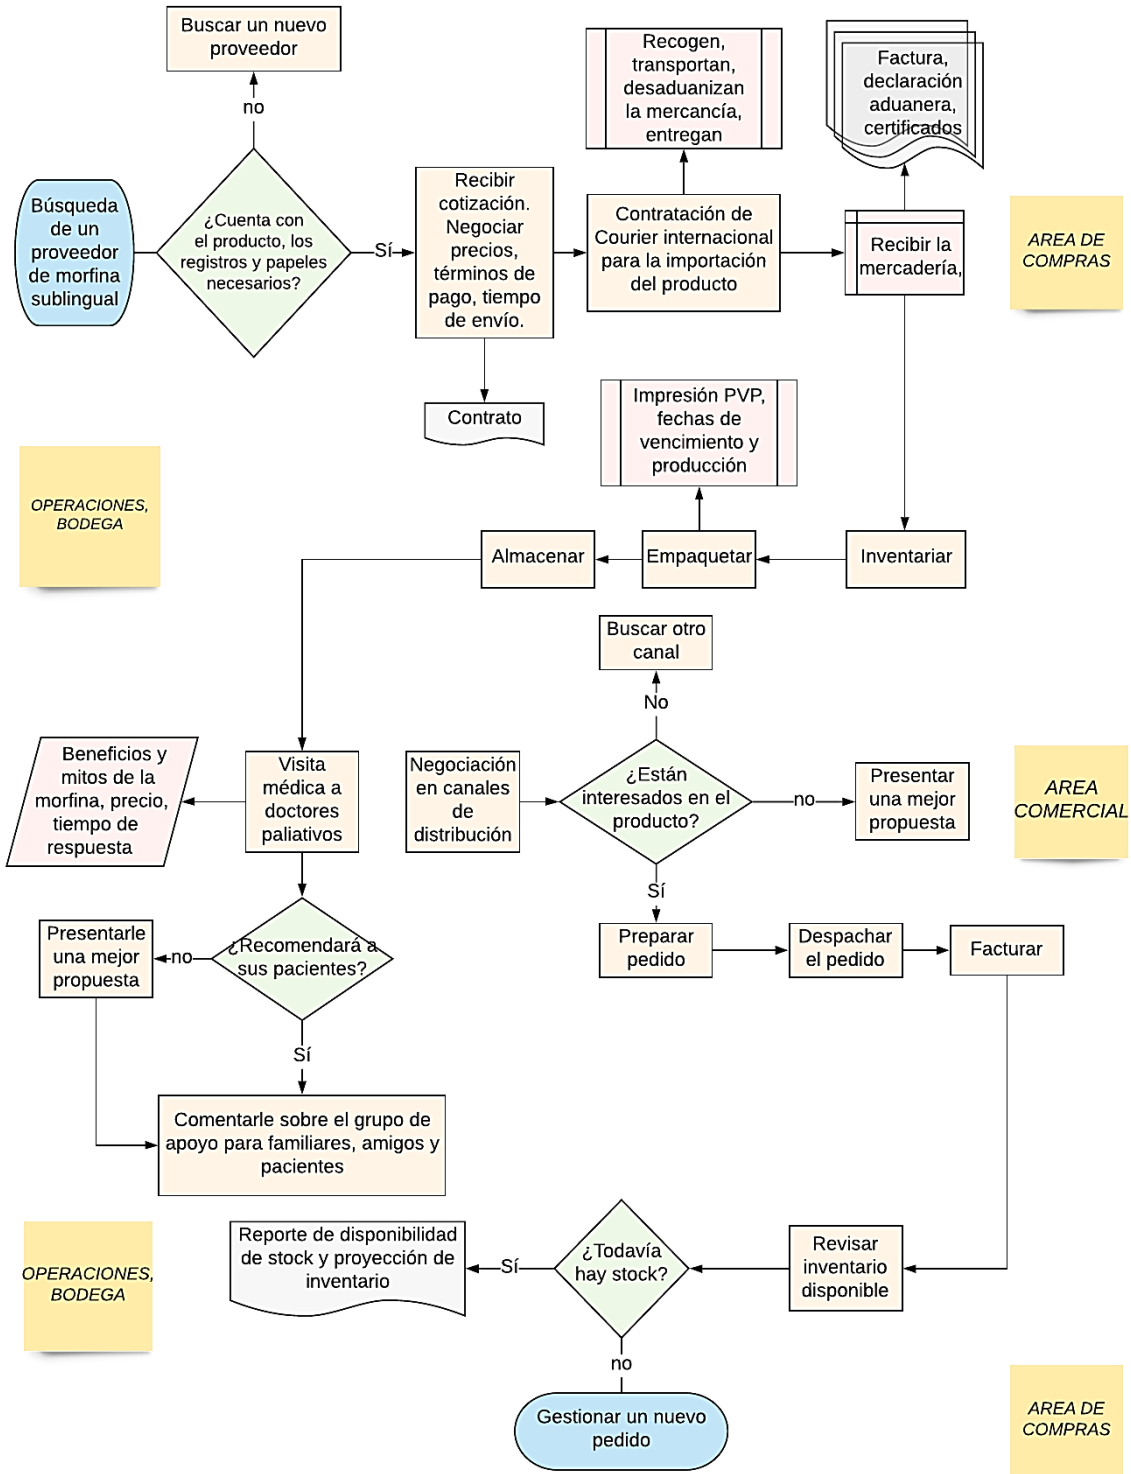 Buscar un nuevo
proveedor
no
Búsqueda
de un
proveedor
de morfina
sublingual
¿Cuenta con
el producto, los
registros y papeles
necesarios?
Sí
Recibir
cotización.
Negociar
precios,
términos de
pago, tiempo
de envío.
Contrato
Recogen,
transportan,
desaduanizan
la mercancía,
entregan
Contratación de
Courier internacional
para la importación
del producto
Factura,
declaración
aduanera,
certificados
Recibir la
mercadería,
AREA DE
COMPRAS
OPERACIONES,
BODEGA
Impresión PVP,
fechas de
vencimiento y
producción
Almacenar
Empaquetar
Inventariar
Buscar otro
canal
No
Beneficios y
mitos de la
morfina, precio,
tiempo de
respuesta
Visita
médica a
doctores
paliativos
Negociación
en canales
de
distribución
¿Están
interesados en el
producto?
no
Presentar
una mejor
propuesta
AREA
COMERCIAL
Sí
Presentarle
una mejor
propuesta
no
¿Recomendará a
sus pacientes?
Preparar
pedido
Despachar
el pedido
Facturar
Sí
Comentarle sobre el grupo de
apoyo para familiares, amigos y
pacientes
OPERACIONES,
BODEGA
Reporte de disponibilidad
de stock y proyección de
inventario
Sí
¿Todavía
hay stock?
Revisar
inventario
disponible
no
Gestionar un nuevo
pedido
AREA DE
COMPRAS